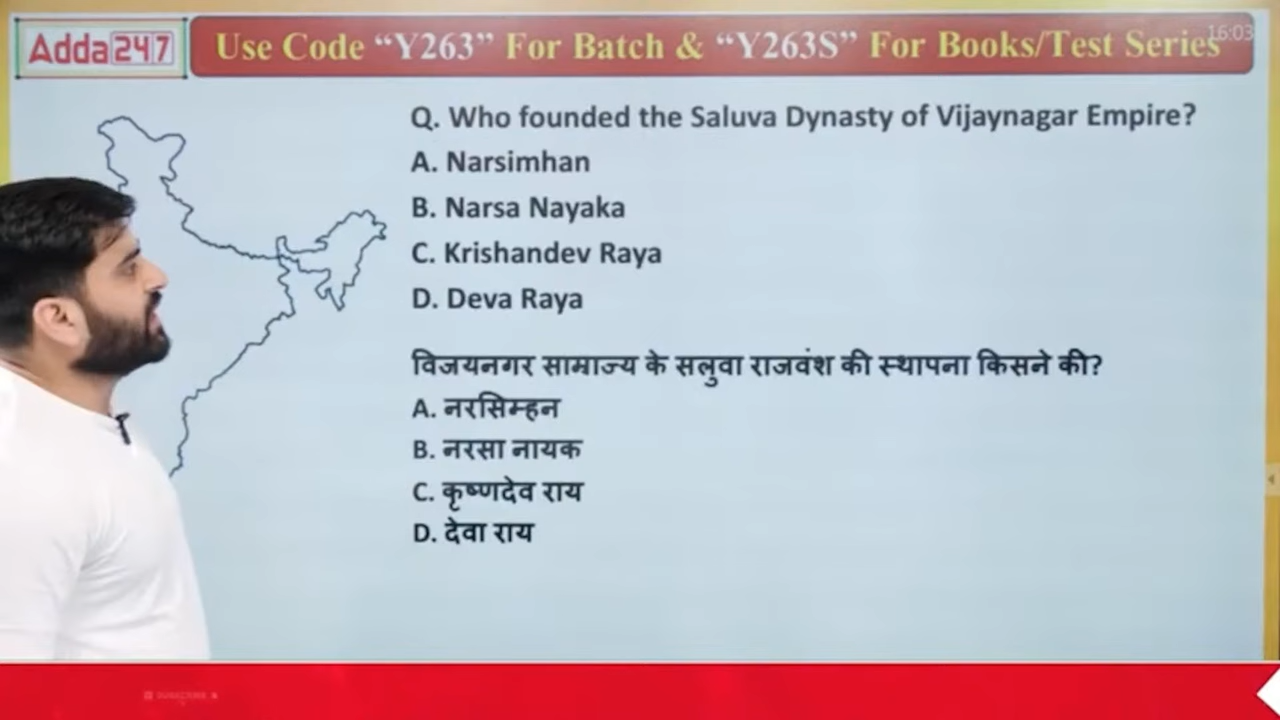 Adda247
Use Code “Y263” For Batch & “Y263S” For Books/Test Series
16:03
Q. Who founded the Saluva Dynasty of Vijaynagar Empire?
A. Narsimhan
B. Narsa Nayaka
C. Krishandev Raya
D. Deva Raya
विजयनगर साम्राज्य के सलुवा राजवंश की स्थापना किसने की?
A. नरसिम्हन
B. नरसा नायक
C. कृष्णदेव राय
D. देवा राय
SUBSCRIBE